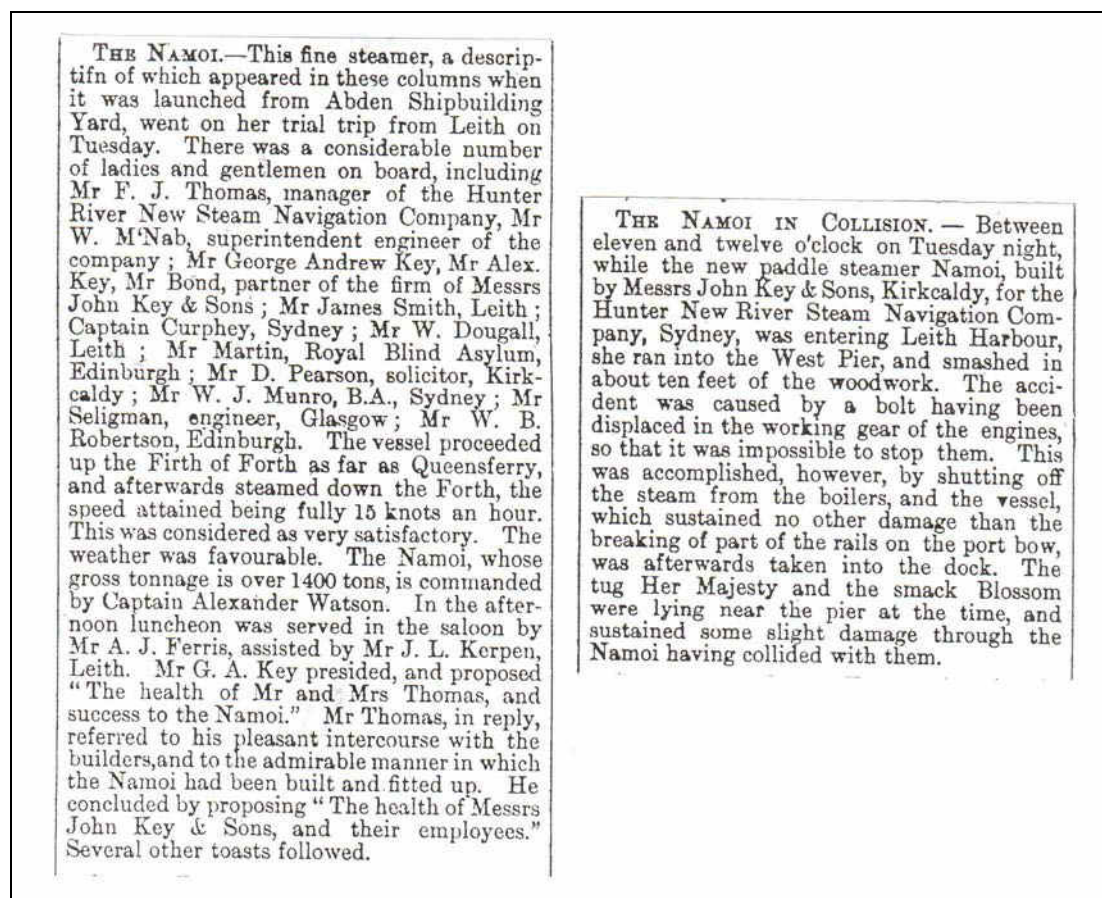 THE NAMOI.—This fine steamer, a descrip-
tifn of which appeared in these columns when
it was launched from Abden Shipbuilding
Yard, went on her trial trip from Leith on
Tuesday. There was a considerable number
of ladies and gentlemen on board, including
Mr F. J. Thomas, manager of the Hunter
River New Steam Navigation Company, Mr
W. M'Nab, superintendent engineer of the
company ; Mr George Andrew Key, Mr Alex.
Key, Mr Bond, partner of the firm of Messrs
John Key & Sons ; Mr James Smith, Leith ;
Captain Curphey, Sydney ; Mr W. Dougall,
Leith ; Mr Martin, Royal Blind Asylum,
Edinburgh ; Mr D. Pearson, solicitor, Kirk-
caldy ; Mr W. J. Munro, B.A., Sydney ; Mr
Seligman, engineer, Glasgow ; Mr W. B.
Robertson, Edinburgh. The vessel proceeded
up the Firth of Forth as far as Queensferry,
and afterwards steamed down the Forth, the
speed attained being fully 15 knots an hour.
This was considered as very satisfactory. The
weather was favourable. The Namoi, whose
gross tonnage is over 1400 tons, is commanded
by Captain Alexander Watson. In the after-
noon luncheon was served in the saloon by
Mr A. J. Ferris, assisted by Mr J. L. Kerpen,
Leith. Mr G. A. Key presided, and proposed
“ The health of Mr and Mrs Thomas, and
success to the Namoi.” Mr Thomas, in reply,
referred to his pleasant intercourse with the
builders,and to the admirable manner in which
the Namoi had been built and fitted up. He
concluded by proposing “ The health of Messrs
John Key & Sons, and their employees.”
Several other toasts followed.
THE NAMOI IN COLLISION. — Between
eleven and twelve o'clock on Tuesday night,
while the new paddle steamer Namoi, built
by Messrs John Key & Sons, Kirkcaldy, for the
Hunter New River Steam Navigation Com-
pany, Sydney, was entering Leith Harbour,
she ran into the West Pier, and smashed in
about ten feet of the woodwork. The acci-
dent was caused by a bolt having been
displaced in the working gear of the engines,
so that it was impossible to stop them. This
was accomplished, however, by shutting off
the steam from the boilers, and the vessel,
which sustained no other damage than the
breaking of part of the rails on the port bow,
was afterwards taken into the dock. The
tug Her Majesty and the smack Blossom
were lying near the pier at the time, and
sustained some slight damage through the
Namoi having collided with them.